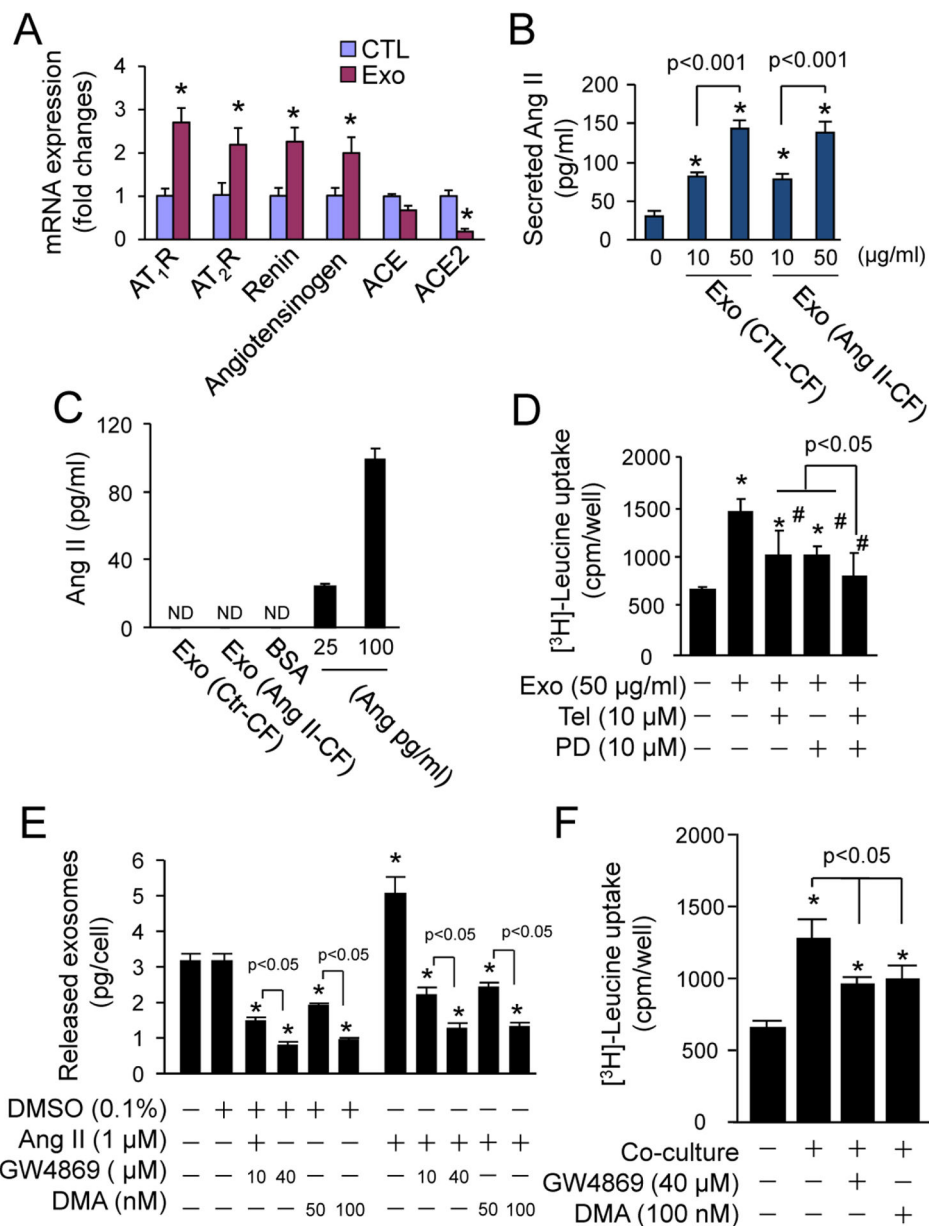 A
CTL
Exo
mRNA expression
(fold changes)
4
3
2
1
0
* * * * *
AT1R AT2R Renin Angiotensinogen ACE ACE2
B
p<0.001 p<0.001
Secreted Ang II
(pg/ml)
200
150
100
50
0
* * * *
0 10 50 10 50 (µg/ml)
Exo (CTL-CF) Exo (Ang II-CF)
C
Ang II (pg/ml)
120
80
40
0
ND ND ND
25 100
Exo (Ctr-CF) Exo (Ang II-CF) BSA (Ang pg/ml)
D
[3H]-Leucine uptake
(cpm/well)
2000
1500
1000
500
0
p<0.05
* * # * # #
Exo (50 µg/ml) – + + + +
Tel (10 µM) – – + – +
PD (10 µM) – – – + +
E
Released exosomes
(pg/cell)
6
5
4
3
2
1
0
p<0.05 p<0.05 p<0.05 p<0.05
* * * * * * * * *
DMSO (0.1%) – + + + + + – – – – –
Ang II (1 µM) – – + – – – + + + + +
GW4869 ( µM) – – 10 40 – – – 10 40 – –
DMA (nM) – – – – 50 100 – – – 50 100
F
[3H]-Leucine uptake
(cpm/well)
2000
1500
1000
500
0
p<0.05
* * *
Co-culture – + + +
GW4869 (40 µM) – – + –
DMA (100 nM) – – – +